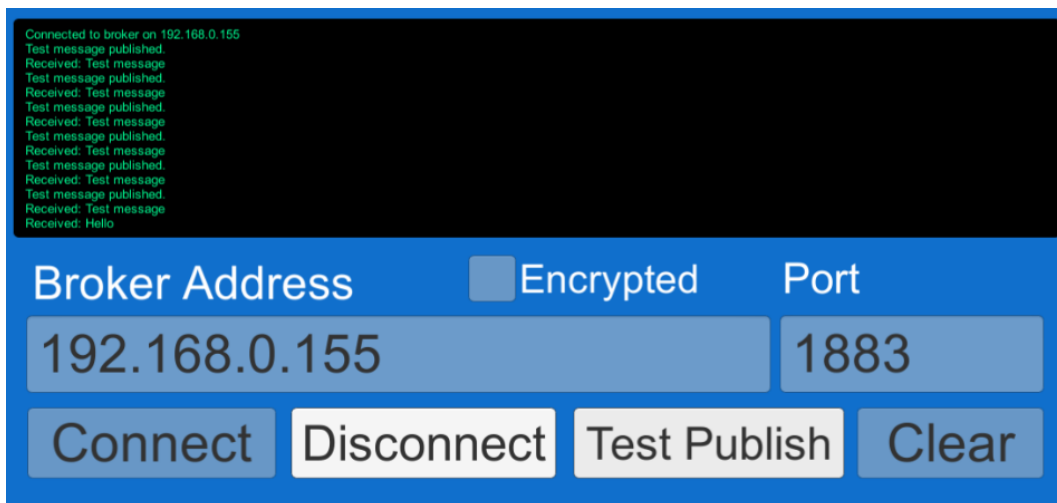 Connected to broker on 192.168.0.155
Test message published.
Received: Test message
Test message published.
Received: Test message
Test message published.
Received: Test message
Test message published.
Received: Test message
Test message published.
Received: Test message
Test message published.
Received: Test message
Received: Hello
Broker Address
Encrypted
Port
192.168.0.155
1883
Connect
Disconnect
Test Publish
Clear